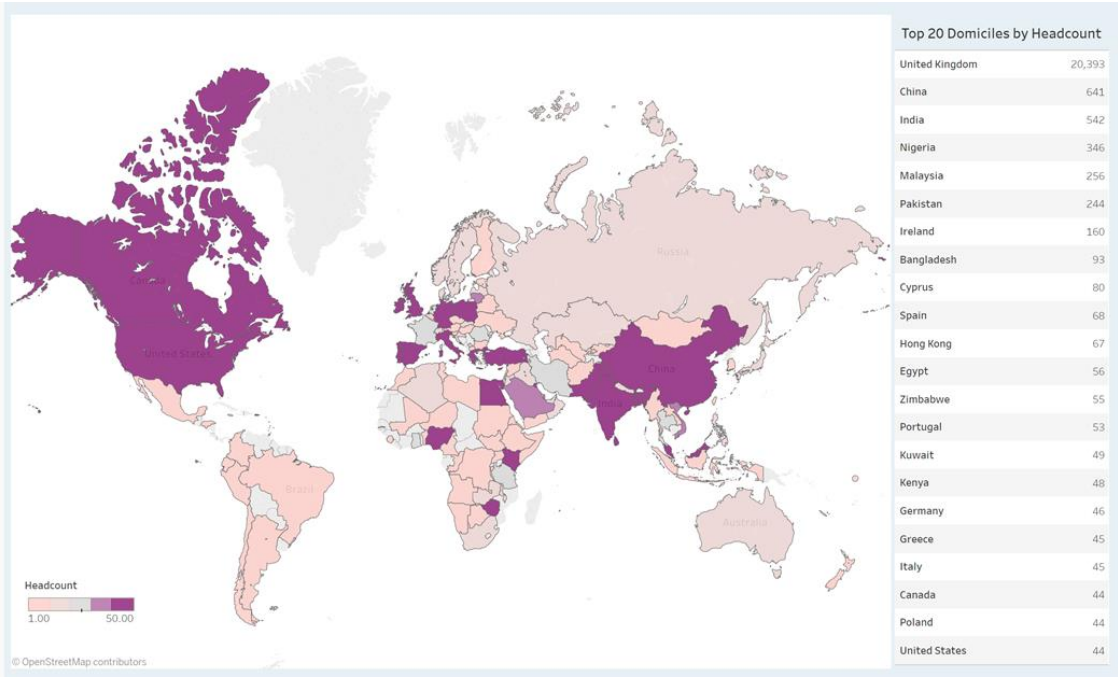 Top 20 Domiciles by Headcount
United Kingdom 20,393
China 641
India 542
Nigeria 346
Malaysia 256
Pakistan 244
Ireland 160
Bangladesh 93
Cyprus 80
Spain 68
Hong Kong 67
Egypt 56
Zimbabwe 55
Portugal 53
Kuwait 49
Kenya 48
Germany 46
Greece 45
Italy 45
Canada 44
Poland 44
United States 44
Canada
United States
Russia
China
India
Brazil
Australia
Headcount
1.00 50.00
© OpenStreetMap contributors